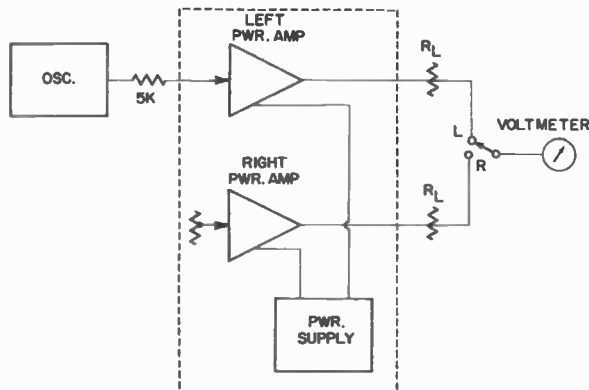 LEFT
PWR. AMP
OSC.
5K
RL
VOLTMETER
L
R
RIGHT
PWR. AMP
RL
PWR.
SUPPLY